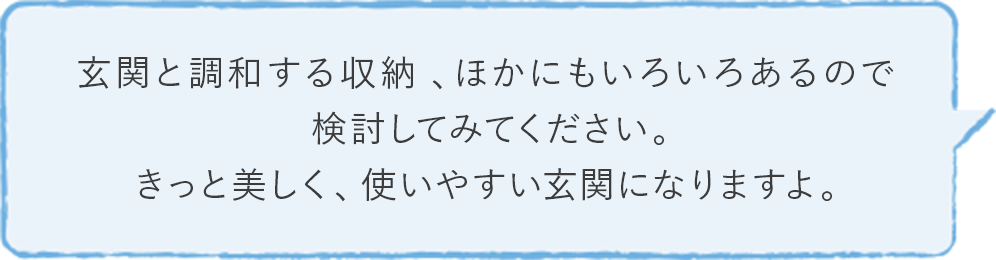 玄関と調和する収納、ほかにもいろいろあるので
検討してみてください。
きっと美しく、使いやすい玄関になりますよ。